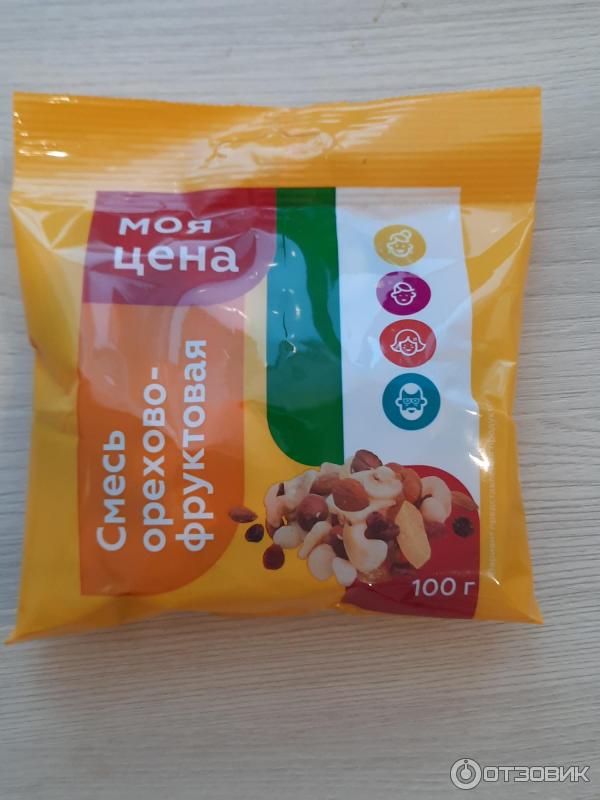 моя
цена
Смесь
орехово-
фруктовая
100 г
ОТЗОВИК